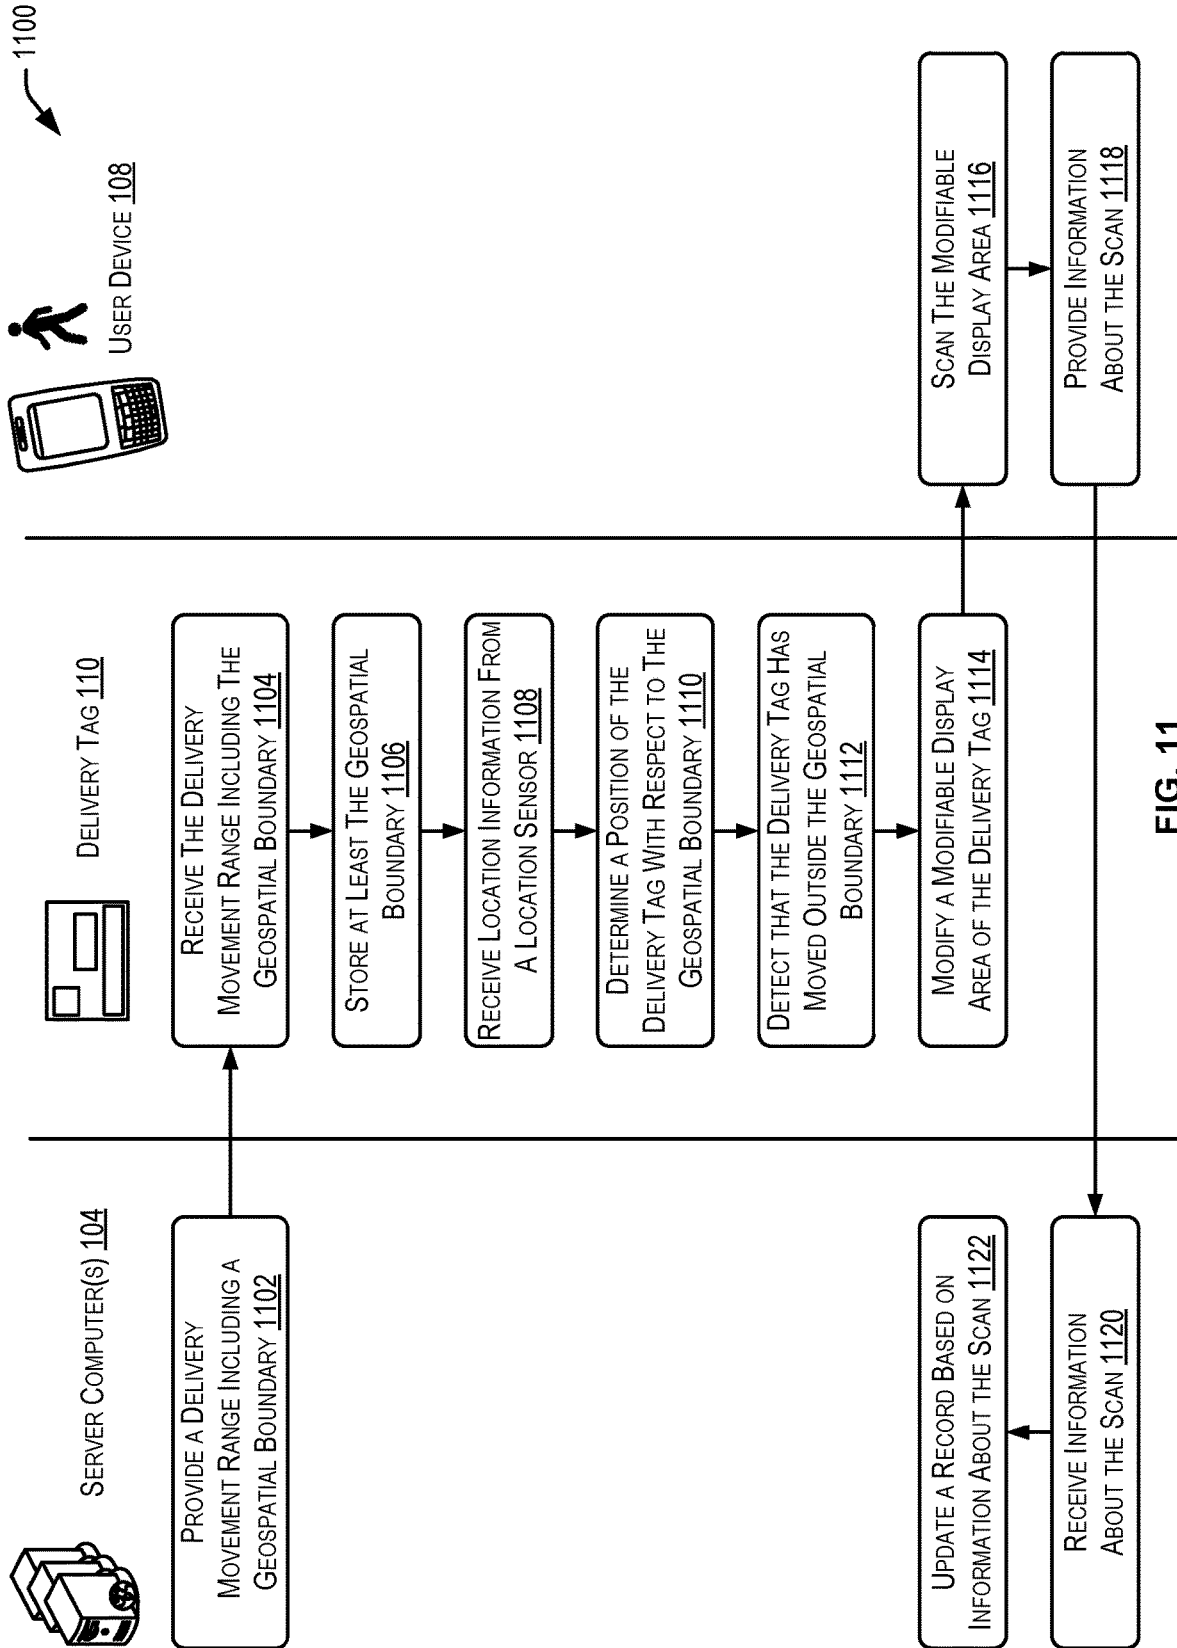 1100
SERVER COMPUTER(S) 104
DELIVERY TAG 110
USER DEVICE 108
PROVIDE A DELIVERY
MOVEMENT RANGE INCLUDING A
GEOSPATIAL BOUNDARY 1102
RECEIVE THE DELIVERY
MOVEMENT RANGE INCLUDING THE
GEOSPATIAL BOUNDARY 1104
STORE AT LEAST THE GEOSPATIAL
BOUNDARY 1106
RECEIVE LOCATION INFORMATION FROM
A LOCATION SENSOR 1108
DETERMINE A POSITION OF THE
DELIVERY TAG WITH RESPECT TO THE
GEOSPATIAL BOUNDARY 1110
DETECT THAT THE DELIVERY TAG HAS
MOVED OUTSIDE THE GEOSPATIAL
BOUNDARY 1112
MODIFY A MODIFIABLE DISPLAY
AREA OF THE DELIVERY TAG 1114
SCAN THE MODIFIABLE
DISPLAY AREA 1116
PROVIDE INFORMATION
ABOUT THE SCAN 1118
RECEIVE INFORMATION
ABOUT THE SCAN 1120
UPDATE A RECORD BASED ON
INFORMATION ABOUT THE SCAN 1122
FIG. 11